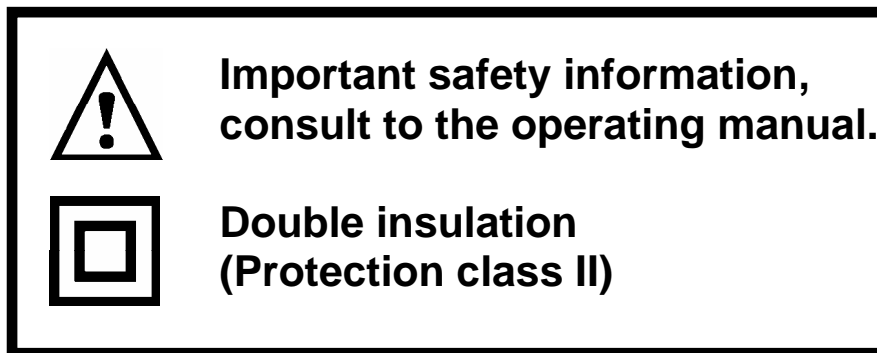 Important safety information,
consult to the operating manual.
Double insulation
(Protection class II)